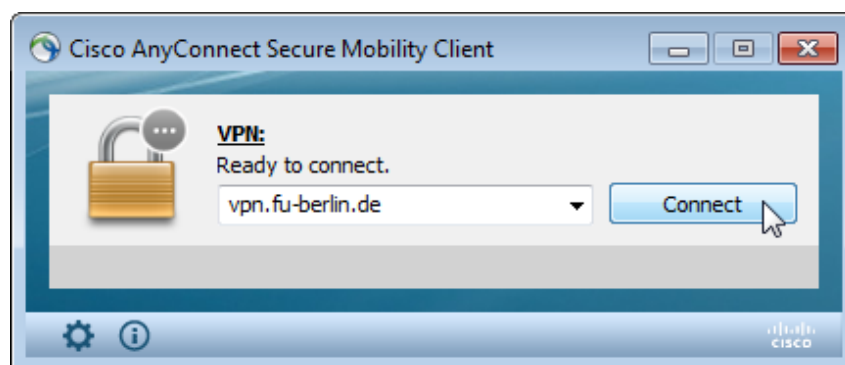 Cisco AnyConnect Secure Mobility Client
VPN:
Ready to connect.
vpn.fu-berlin.de
Connect
CISCO